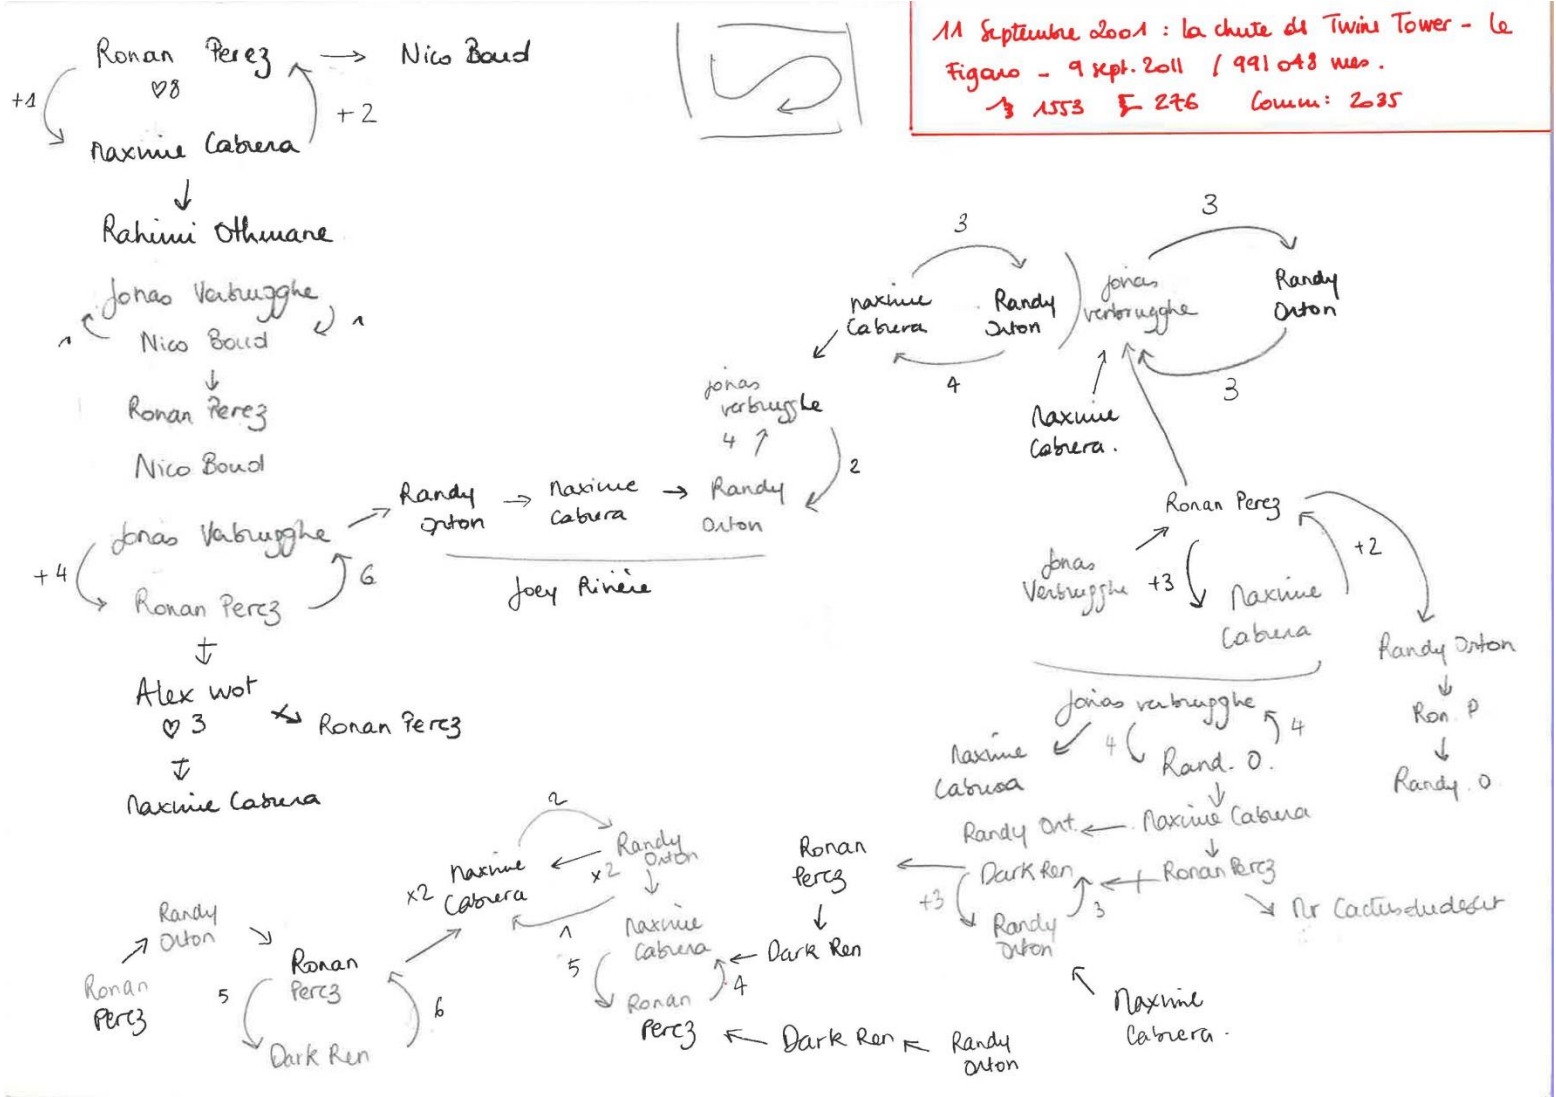 Ronan Perez → Nico Boud
♡8
+1
+2
Maxime Cabrera
Rahimi Othmane
Jonas Verbrugghe
1
1
Nico Boud
Ronan Perez
Nico Boud
Jonas Verbrugghe
+4
6
Ronan Perez
Alex Wot
♡ 3
Ronan Perez
Maxime Cabrera
Randy
Orton
Maxime
Cabrera
Randy
Orton
Joey Rivière
jonas
verbrugghe
4
2
maxime
Cabrera
3
Randy
Orton
4
11 Septembre 2001 : la chute des Twins Tower - Le
Figaro - 9 sept. 2011 / 991 048 vues.
1553 276 Comm: 2035
jonas
verbrugghe
3
Randy
Orton
3
Maxime
Cabrera.
Ronan Perez
Jonas
Verbrugghe
+3
+2
Maxime
Cabrera
Randy Orton
Ron. P
Randy. O
Jonas verbrugghe
4
4
Maxime
Cabrera
Rand. O.
Maxime Cabrera
Randy Ort.
Ronan Perez
Mr Cactusdudesert
Dark Ren
+3
3
Randy
Orton
Maxime
Cabrera.
Ronan
Perez
Dark Ren
2
Randy
Orton
x2
x2
Maxime
Cabrera
1
Maxime
Cabrera
5
4
Ronan
Perez
Dark Ren
Randy
Orton
Randy
Orton
Ronan
Perez
Ronan
Perez
5
6
Dark Ren